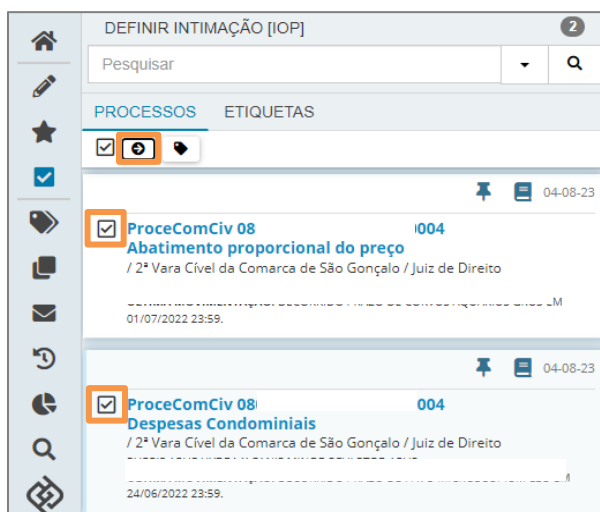 DEFINIR INTIMAÇÃO [IOP] 2
Pesquisar
PROCESSOS ETIQUETAS
04-08-23
ProceComCiv 08 0004
Abatimento proporcional do preço
/ 2ª Vara Cível da Comarca de São Gonçalo / Juiz de Direito
01/07/2022 23:59.
04-08-23
ProceComCiv 08 004
Despesas Condominiais
/ 2ª Vara Cível da Comarca de São Gonçalo / Juiz de Direito
24/06/2022 23:59.